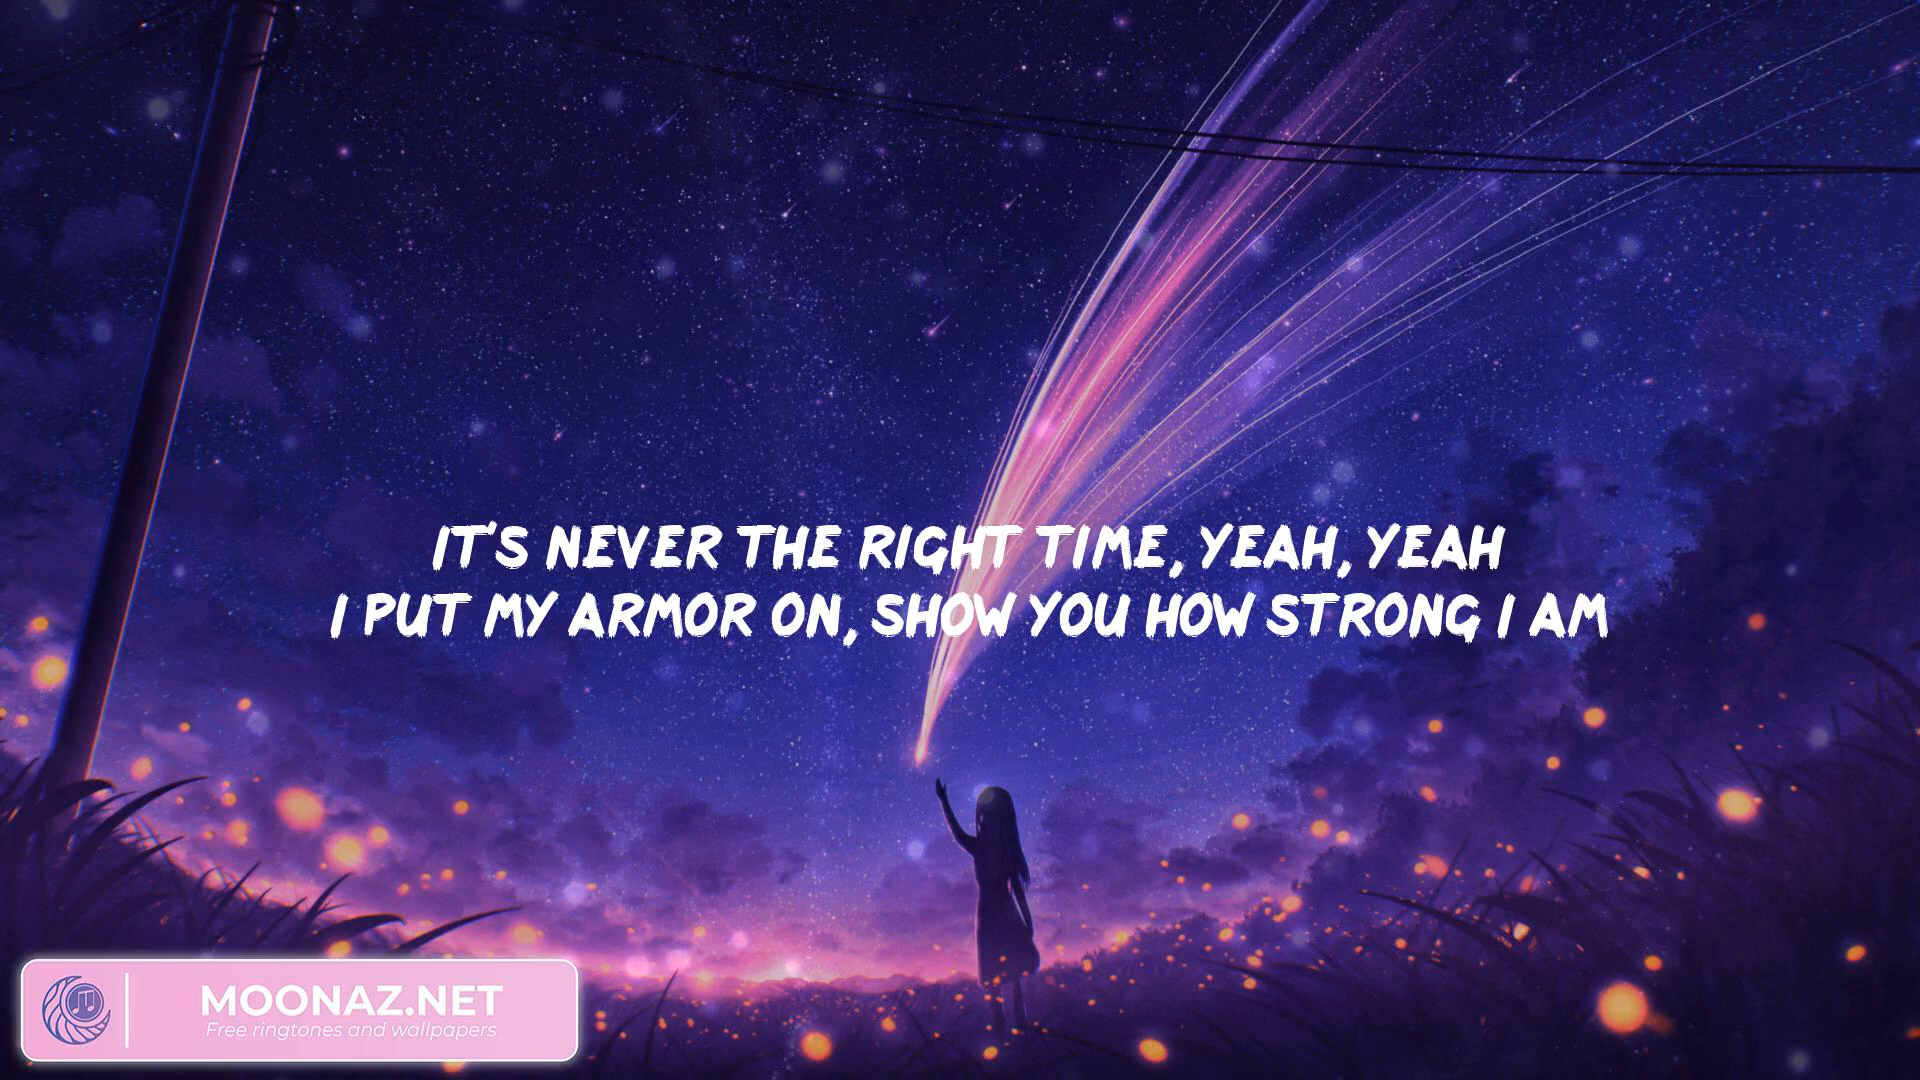 IT'S NEVER THE RIGHT TIME, YEAH, YEAH
I PUT MY ARMOR ON, SHOW YOU HOW STRONG I AM
MOONAZ.NET
Free ringtones and wallpapers